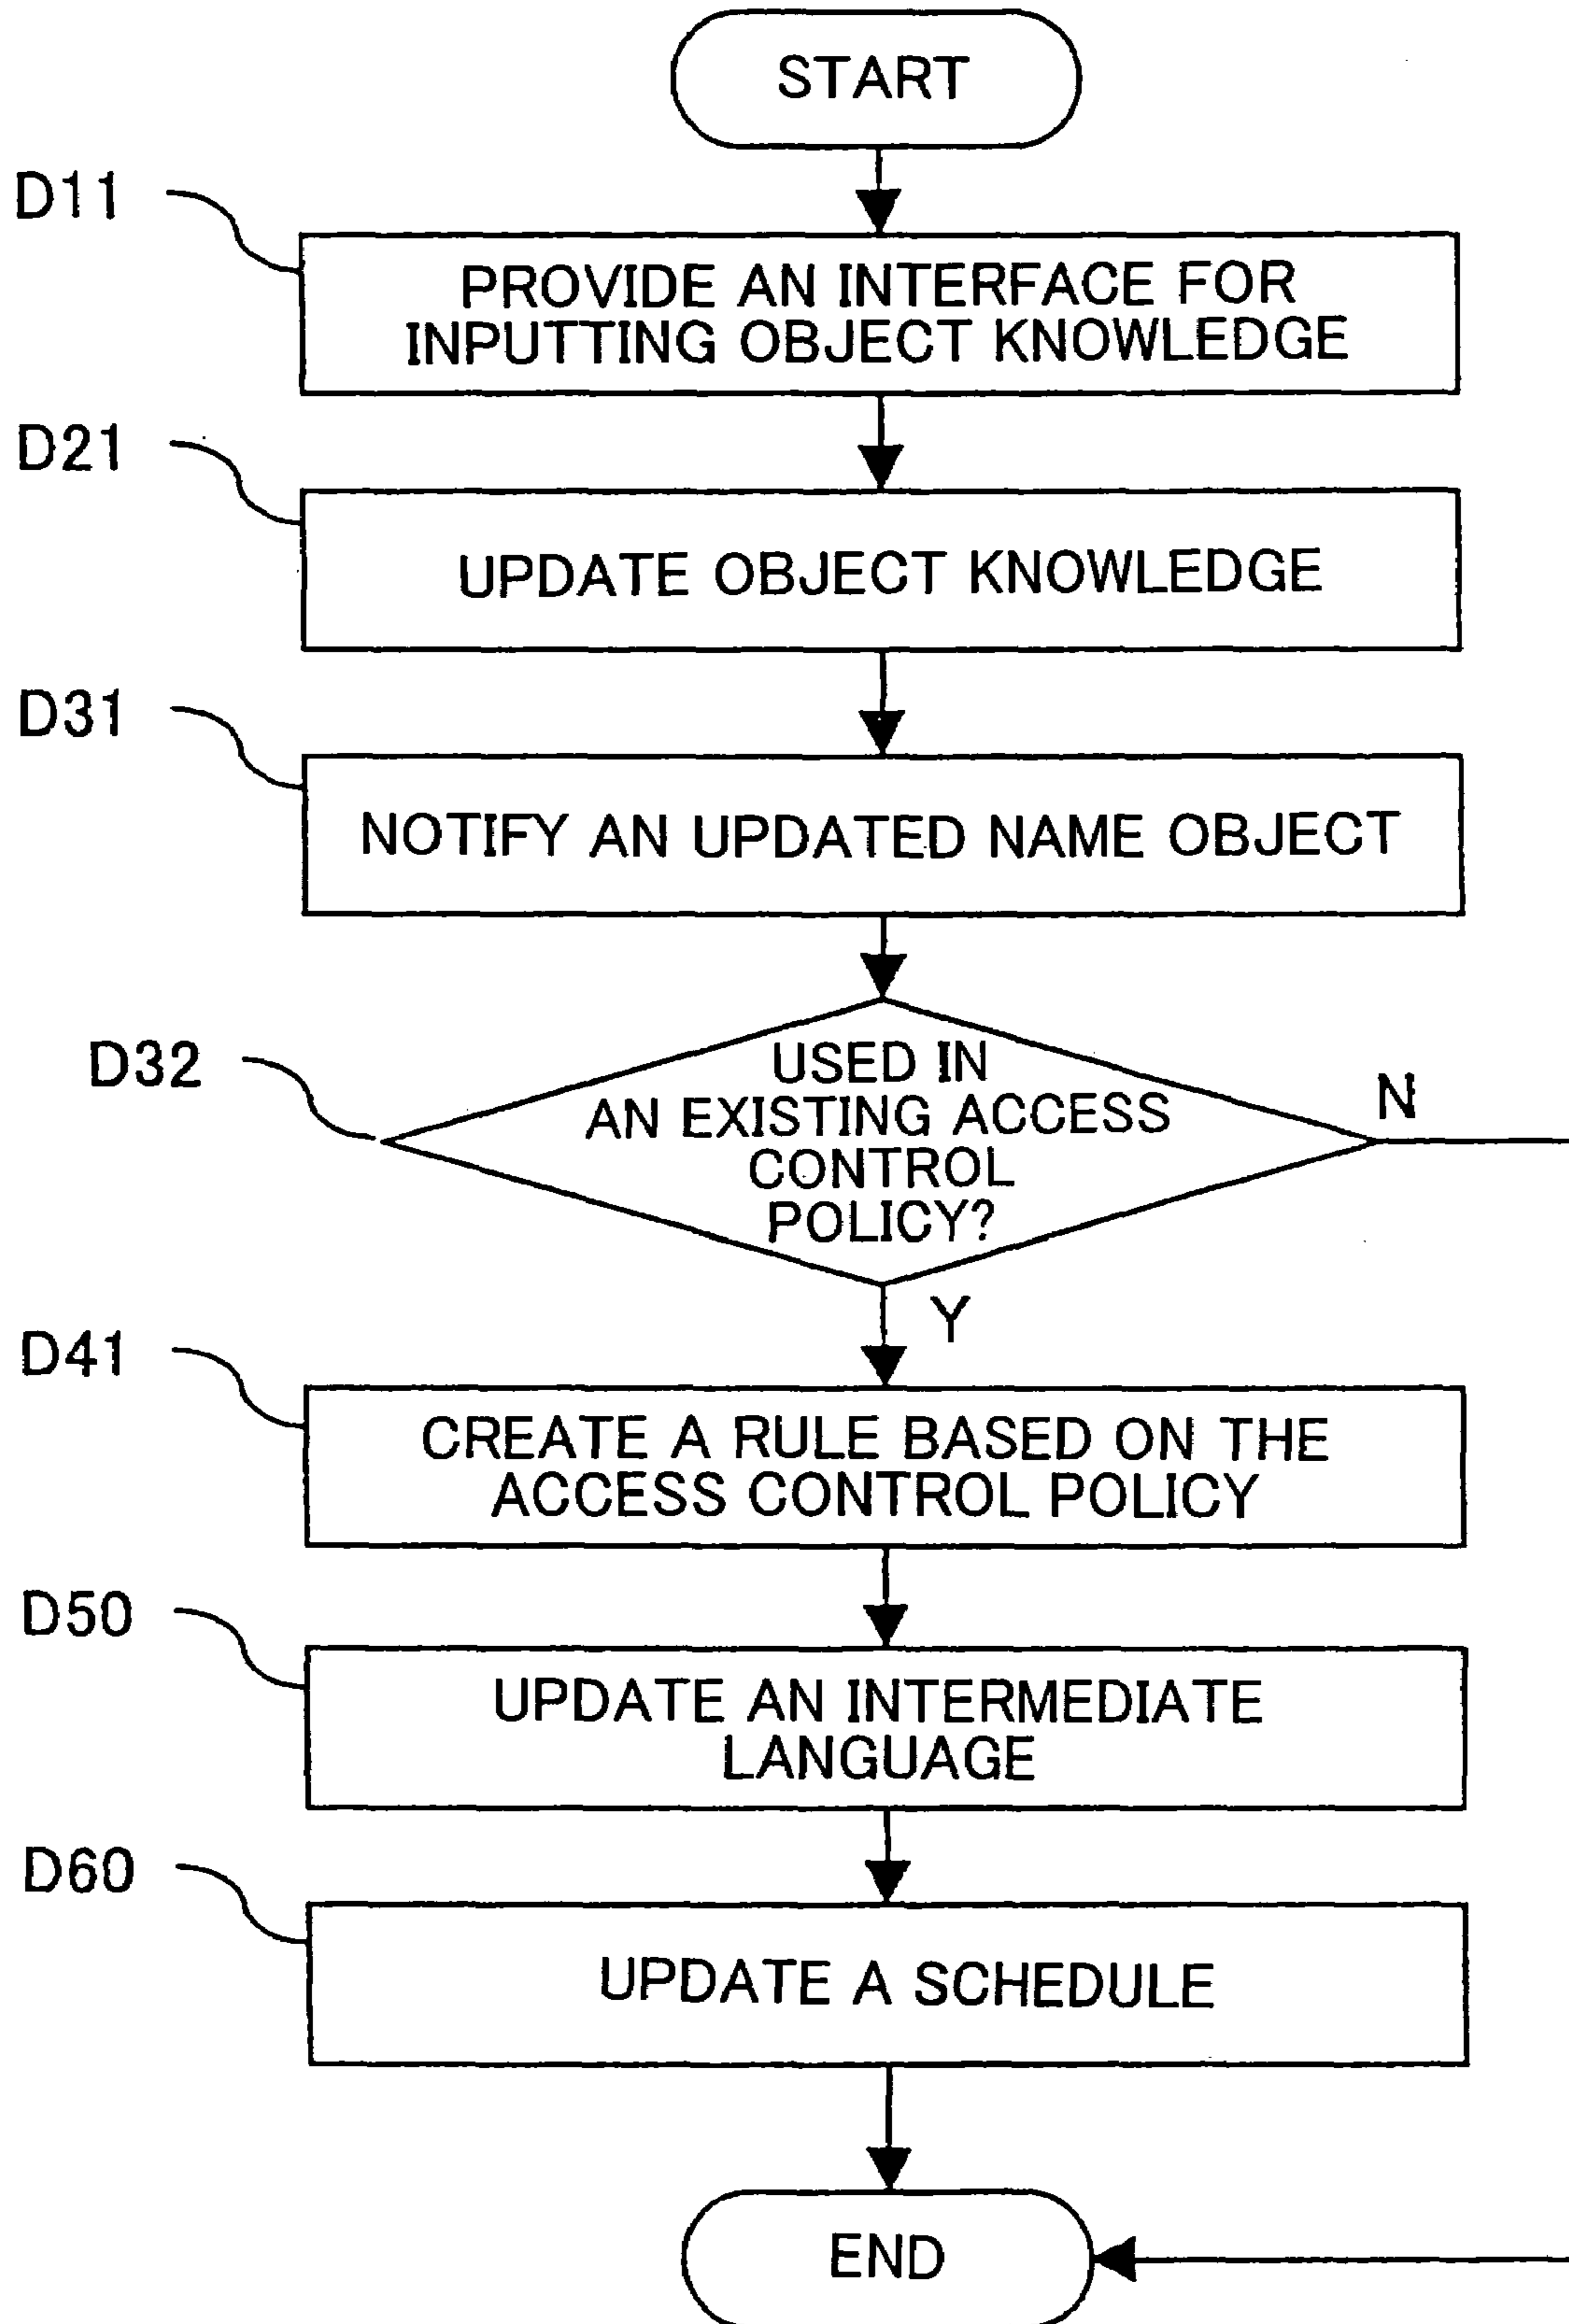 START
D11
PROVIDE AN INTERFACE FOR
INPUTTING OBJECT KNOWLEDGE
D21
UPDATE OBJECT KNOWLEDGE
D31
NOTIFY AN UPDATED NAME OBJECT
D32
USED IN
AN EXISTING ACCESS
CONTROL
POLICY?
N
Y
D41
CREATE A RULE BASED ON THE
ACCESS CONTROL POLICY
D50
UPDATE AN INTERMEDIATE
LANGUAGE
D60
UPDATE A SCHEDULE
END